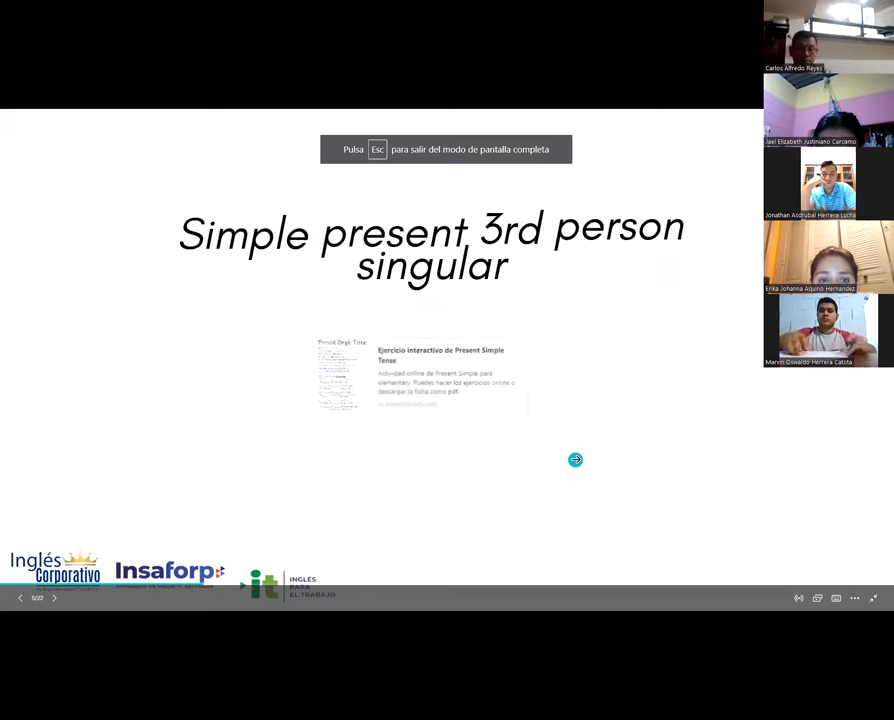 Carlos Alfredo Reyes
Jael Elizabeth Justiniano Carcamo
Pulsa Esc para salir del modo de pantalla completa
Jonathan Asdrubal Herrera Lucha
Simple present 3rd person
singular
Erika Johanna Aquino Hernandez
Present Simple Tense
Ejercicio interactivo de Present Simple
Tense
Actividad online de Present Simple para
elementary. Puedes hacer los ejercicios online o
descargar la ficha como pdf.
Marvin Oswaldo Herrera Catota
Inglés
Corporativo
Insaforp
it
INGLÉS
PARA
EL TRABAJO
5/22